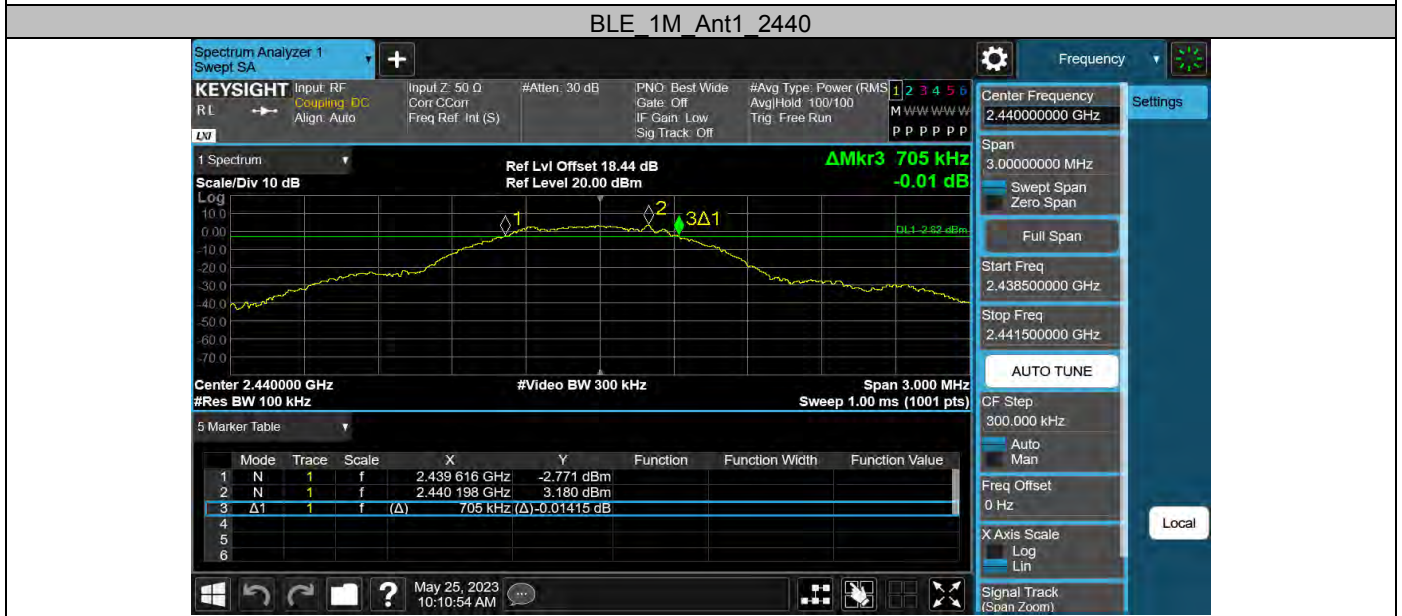 BLE_1M_Ant1_2440
Spectrum Analyzer 1
Swept SA
+
Frequency
KEYSIGHT
RL
LXI
Input: RF
Coupling: DC
Align: Auto
Input Z: 50 Ω
Corr CCorr
Freq Ref: Int (S)
#Atten: 30 dB
PNO: Best Wide
Gate: Off
IF Gain: Low
Sig Track: Off
#Avg Type: Power (RMS
Avg|Hold: 100/100
Trig: Free Run
1 2 3 4 5 6
M W W W W W
P P P P P P
Center Frequency
2.440000000 GHz
Settings
Span
3.00000000 MHz
Swept Span
Zero Span
Full Span
Start Freq
2.438500000 GHz
Stop Freq
2.441500000 GHz
AUTO TUNE
CF Step
300.000 kHz
Auto
Man
Freq Offset
0 Hz
X Axis Scale
Log
Lin
Signal Track
(Span Zoom)
Local
1 Spectrum
Scale/Div 10 dB
Log
Ref Lvl Offset 18.44 dB
Ref Level 20.00 dBm
ΔMkr3 705 kHz
-0.01 dB
10.0
0.00
-10.0
-20.0
-30.0
-40.0
-50.0
-60.0
-70.0
1
2
3Δ1
DL1 -2.82 dBm
Center 2.440000 GHz
#Res BW 100 kHz
#Video BW 300 kHz
Span 3.000 MHz
Sweep 1.00 ms (1001 pts)
5 Marker Table
Mode Trace Scale X Y Function Function Width Function Value
1 N 1 f 2.439 616 GHz -2.771 dBm
2 N 1 f 2.440 198 GHz 3.180 dBm
3 Δ1 1 f (Δ) 705 kHz (Δ) -0.01415 dB
4
5
6
?
May 25, 2023
10:10:54 AM